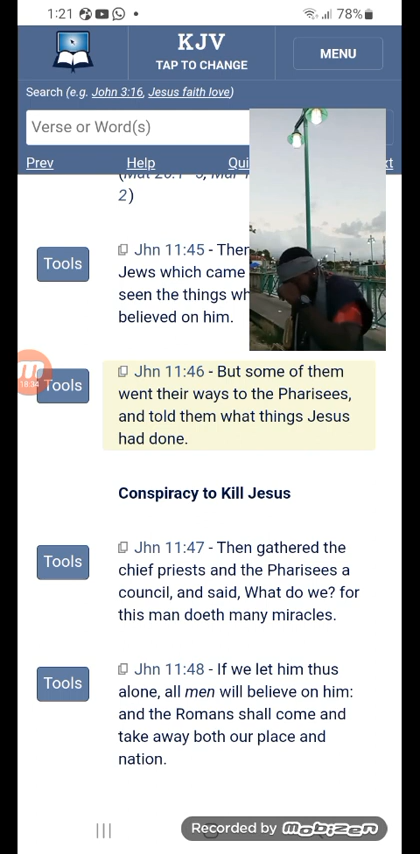 1:21
78%
KJV
TAP TO CHANGE
MENU
Search (e.g. John 3:16, Jesus faith love)
Verse or Word(s)
Prev Help
2)
Tools
Jhn 11:45 -
Jews which came
seen the things
believed on him.
18:34
Tools
Jhn 11:46 - But some of them
went their ways to the Pharisees,
and told them what things Jesus
had done.
Conspiracy to Kill Jesus
Tools
Jhn 11:47 - Then gathered the
chief priests and the Pharisees a
council, and said, What do we? for
this man doeth many miracles.
Tools
Jhn 11:48 - If we let him thus
alone, all men will believe on him:
and the Romans shall come and
take away both our place and
nation.
Recorded by mobizen